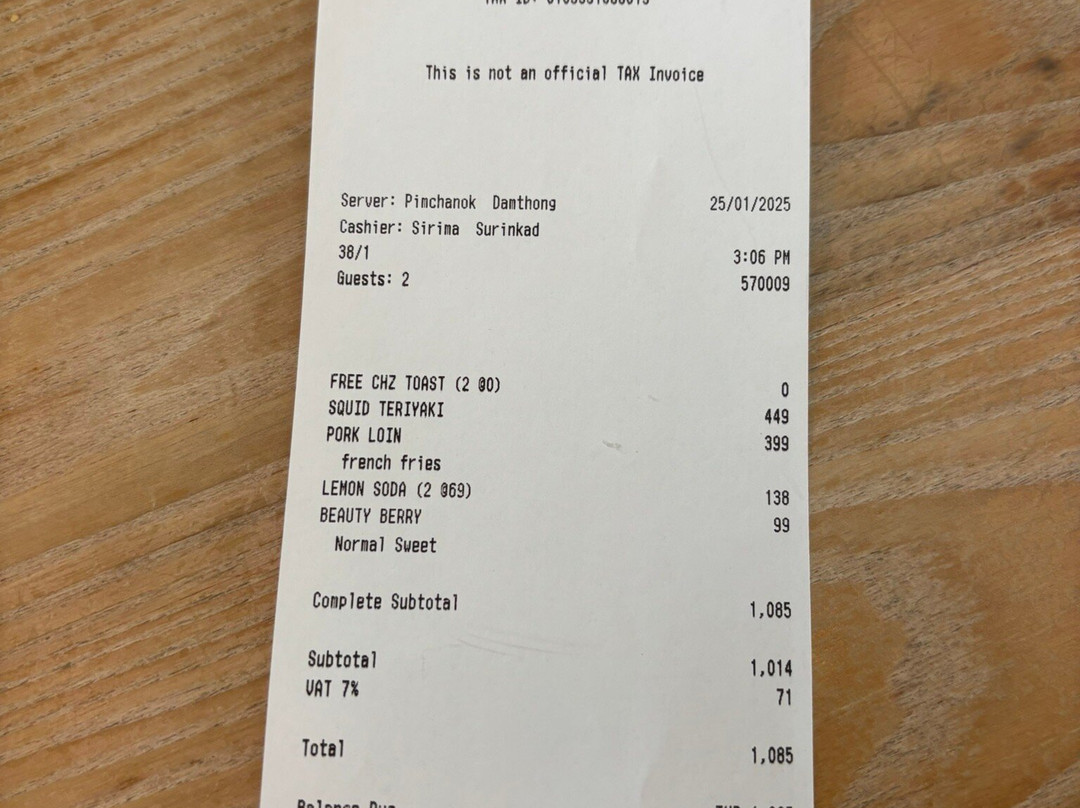 This is not an official TAX Invoice
Server: Pimchanok Damthong 25/01/2025
Cashier: Sirima Surinkad
38/1 3:06 PM
Guests: 2 570009
FREE CHZ TOAST (2 @0) 0
SQUID TERIYAKI 449
PORK LOIN 399
french fries
LEMON SODA (2 @69) 138
BEAUTY BERRY 99
Normal Sweet
Complete Subtotal 1,085
Subtotal 1,014
VAT 7% 71
Total 1,085
Balance Due